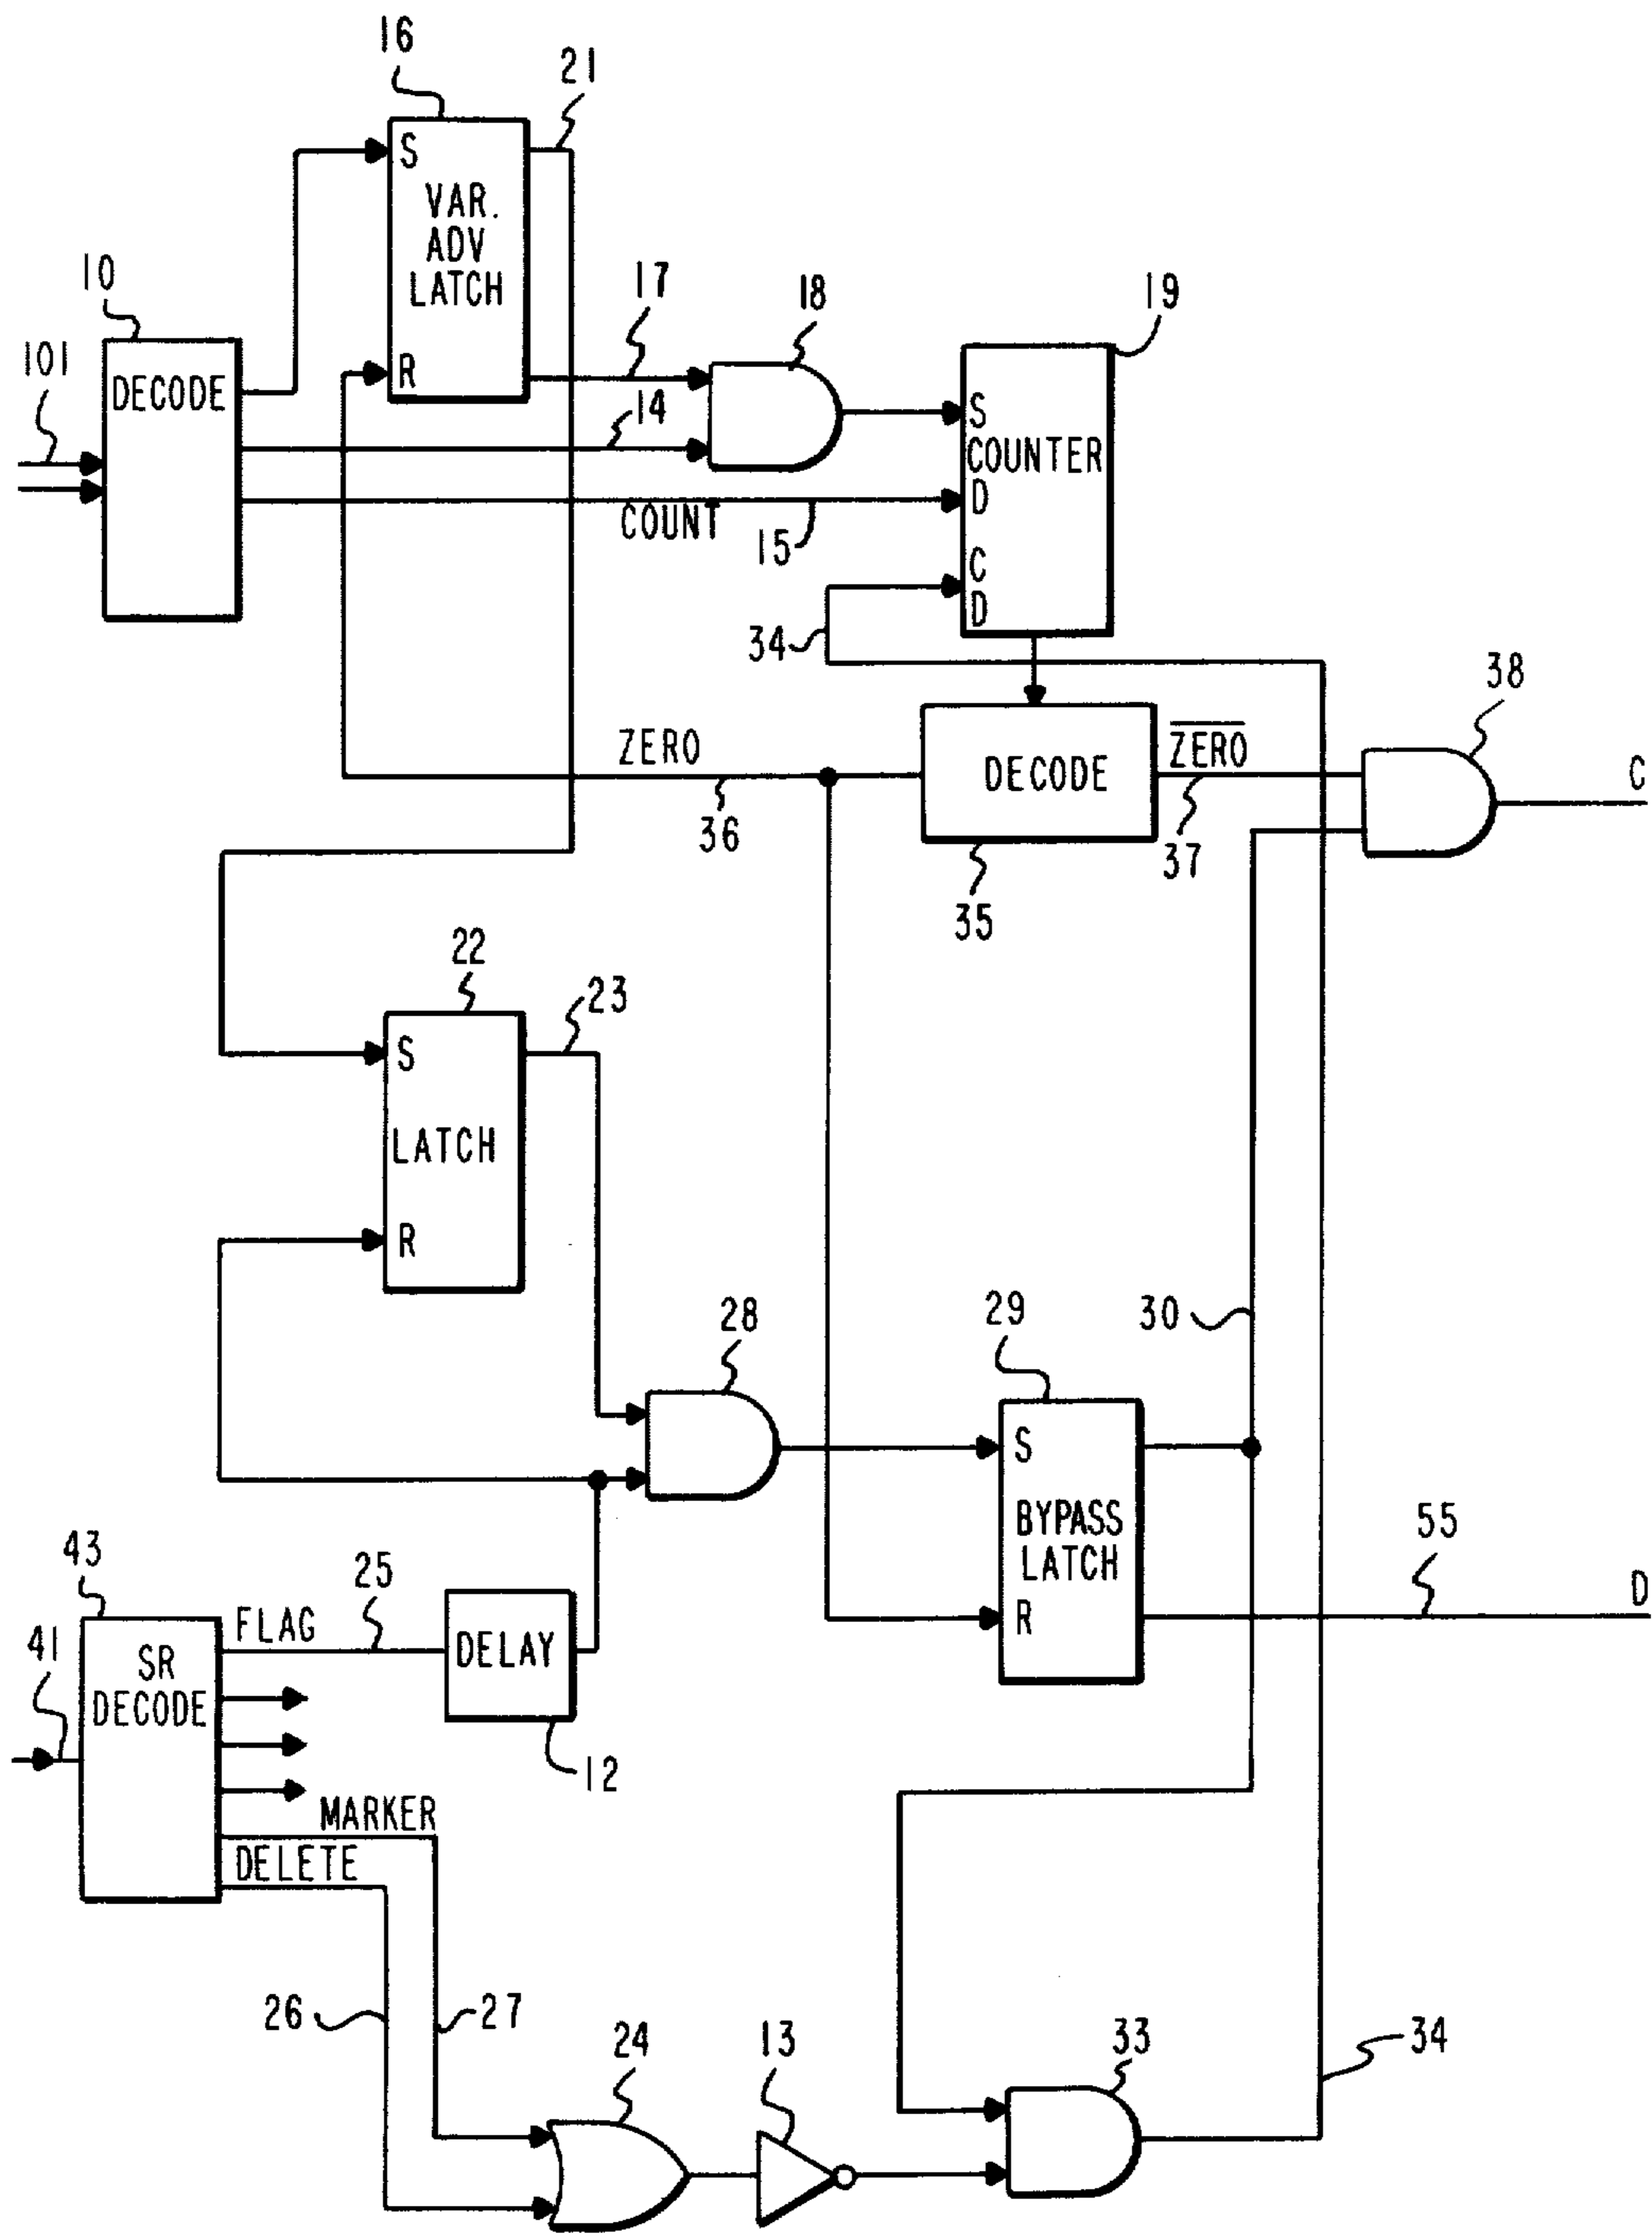 16
21
S
VAR.
ADV
LATCH
R
10
101
DECODE
17
18
14
19
S
COUNTER
D
C
D
COUNT
15
34
38
ZERO
36
DECODE
ZERO
37
35
C
22
23
S
LATCH
R
28
29
30
S
BYPASS
LATCH
R
55
D
43
41
SR
DECODE
FLAG
25
DELAY
12
MARKER
DELETE
26
27
24
13
33
34